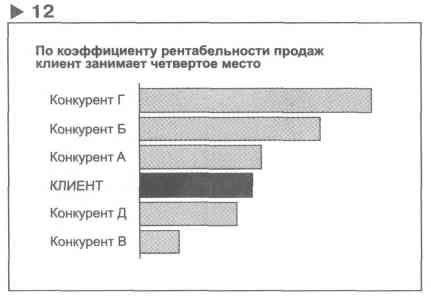 ▶ 12
По коэффициенту рентабельности продаж
клиент занимает четвертое место
Конкурент Г
Конкурент Б
Конкурент А
КЛИЕНТ
Конкурент Д
Конкурент В